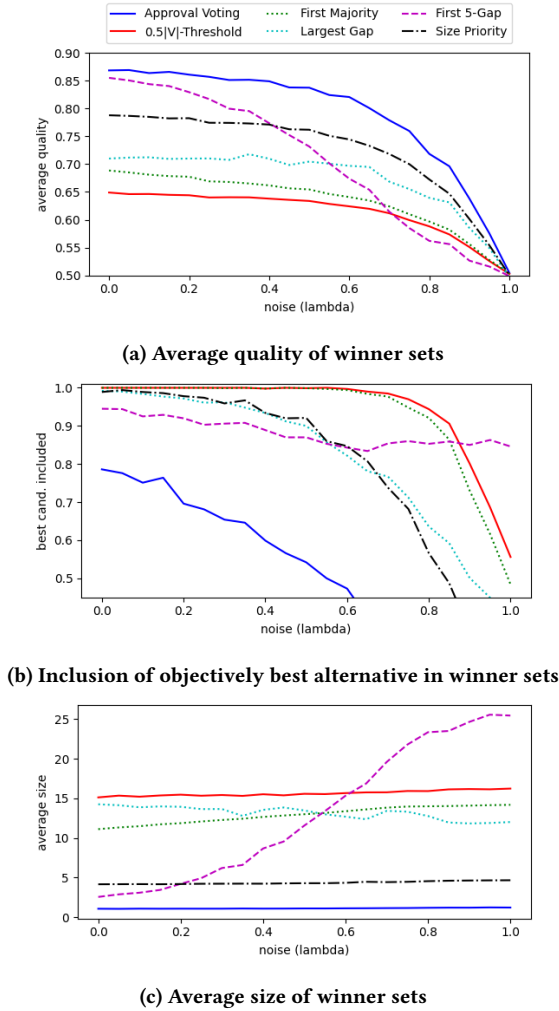 Approval Voting
0.5|V|-Threshold
First Majority
Largest Gap
First 5-Gap
Size Priority
0.90
0.85
0.80
0.75
0.70
0.65
0.60
0.55
0.50
average quality
0.0 0.2 0.4 0.6 0.8 1.0
noise (lambda)
(a) Average quality of winner sets
1.0
0.9
0.8
0.7
0.6
0.5
best cand. included
0.0 0.2 0.4 0.6 0.8 1.0
noise (lambda)
(b) Inclusion of objectively best alternative in winner sets
25
20
15
10
5
0
average size
0.0 0.2 0.4 0.6 0.8 1.0
noise (lambda)
(c) Average size of winner sets